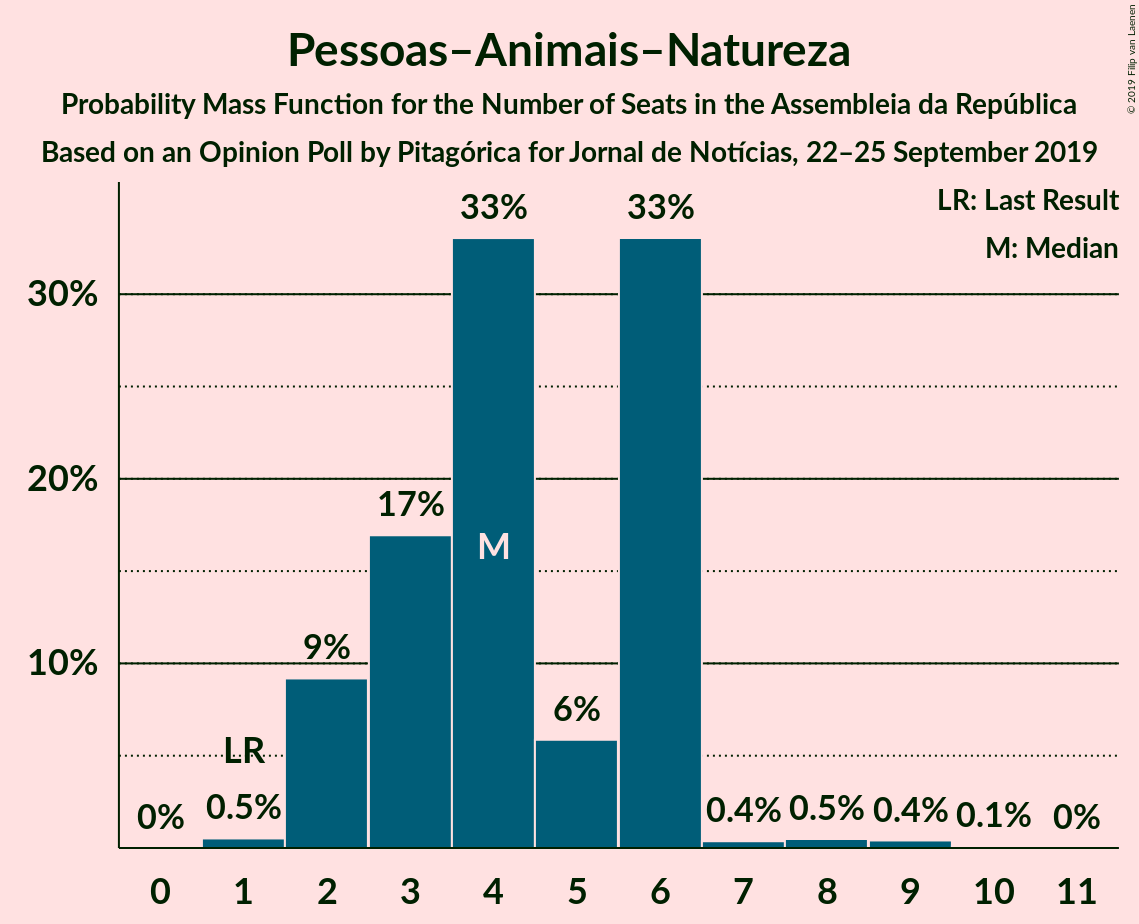 Pessoas–Animais–Natureza
Probability Mass Function for the Number of Seats in the Assembleia da República
Based on an Opinion Poll by Pitagórica for Jornal de Notícias, 22–25 September 2019
© 2019 Filip van Laenen
LR: Last Result
M: Median
33% 33%
30%
20%
17%
M
10%
9%
6%
LR
0% 0.5% 0.4% 0.5% 0.4% 0.1% 0%
0 1 2 3 4 5 6 7 8 9 10 11